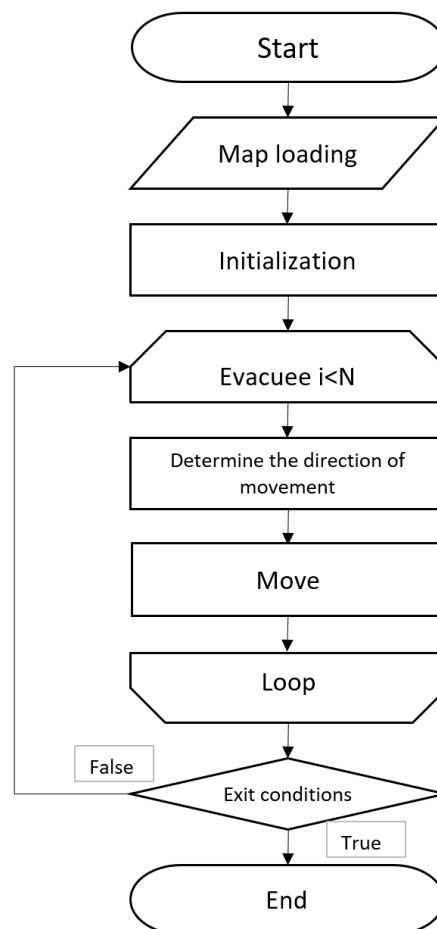 Start
Map loading
Initialization
Evacuee i<N
Determine the direction of
movement
Move
Loop
False
Exit conditions
True
End